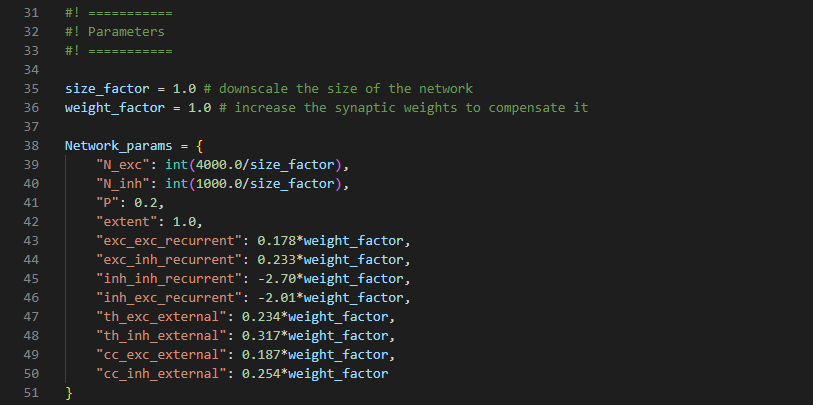 31 #! ===========
32 #! Parameters
33 #! ===========
34
35 size_factor = 1.0 # downscale the size of the network
36 weight_factor = 1.0 # increase the synaptic weights to compensate it
37
38 Network_params = {
39 "N_exc": int(4000.0/size_factor),
40 "N_inh": int(1000.0/size_factor),
41 "P": 0.2,
42 "extent": 1.0,
43 "exc_exc_recurrent": 0.178*weight_factor,
44 "exc_inh_recurrent": 0.233*weight_factor,
45 "inh_inh_recurrent": -2.70*weight_factor,
46 "inh_exc_recurrent": -2.01*weight_factor,
47 "th_exc_external": 0.234*weight_factor,
48 "th_inh_external": 0.317*weight_factor,
49 "cc_exc_external": 0.187*weight_factor,
50 "cc_inh_external": 0.254*weight_factor
51 }